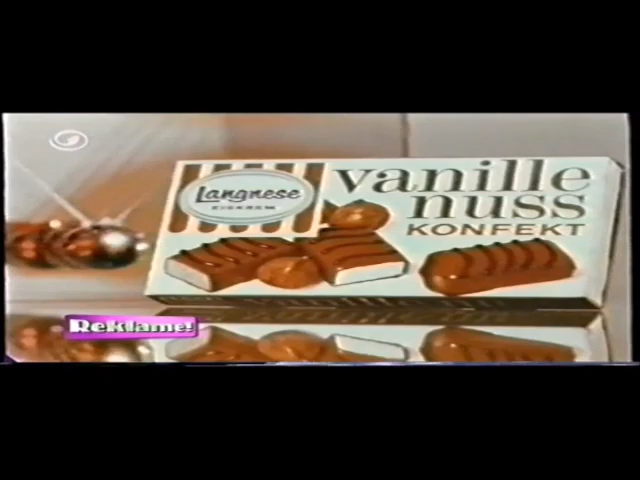 Langnese
EISKREM
vanille
nuss
KONFEKT
Reklame!